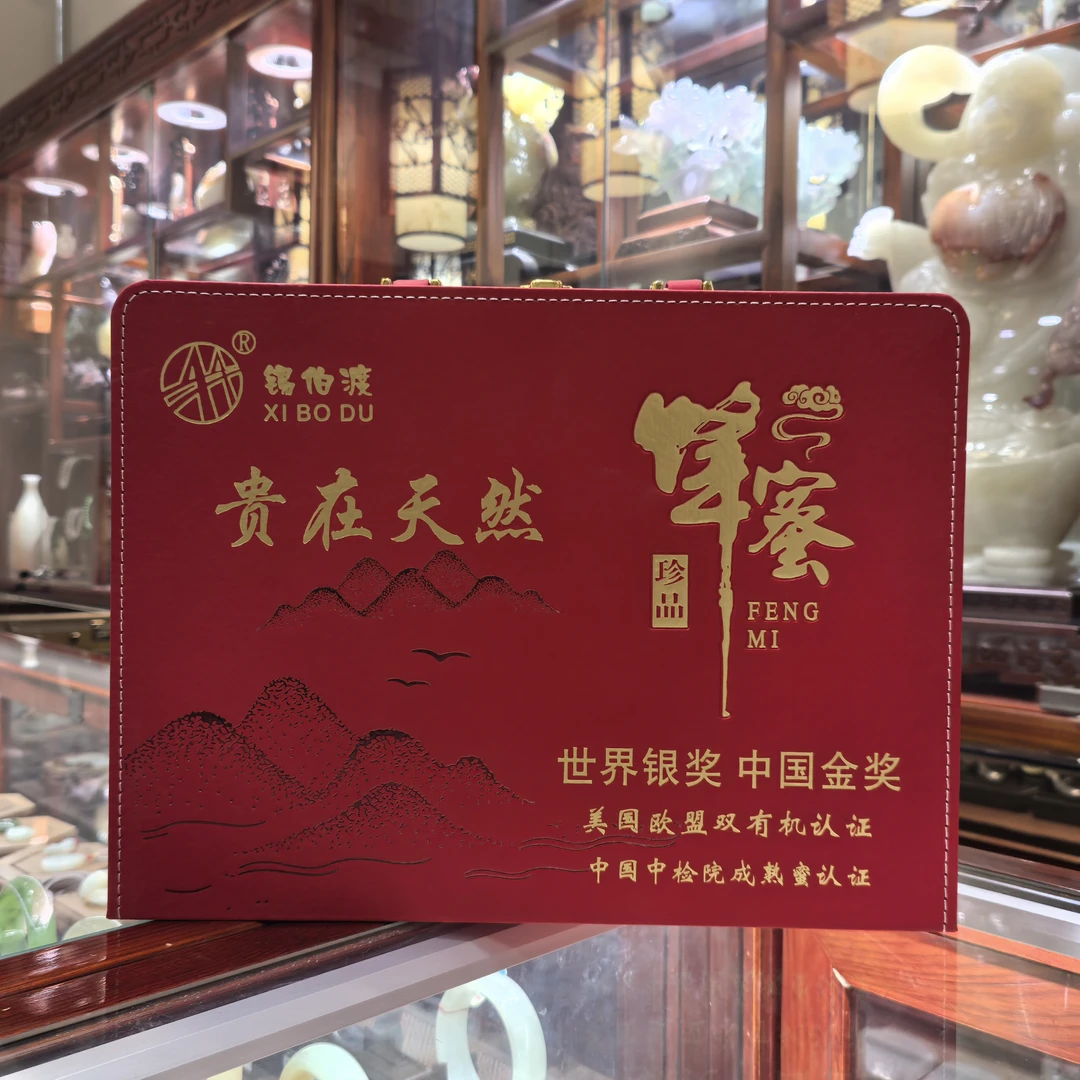 ®
锡伯渡
XI BO DU
贵在天然
蜂蜜
珍品
FENG
MI
世界银奖 中国金奖
美国欧盟双有机认证
中国中检院成熟蜜认证